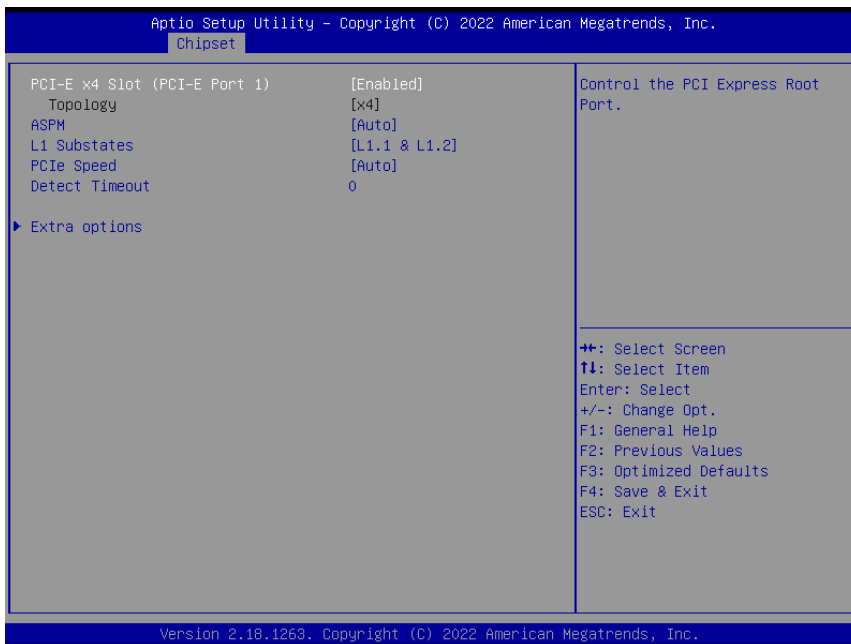 Aptio Setup Utility – Copyright (C) 2022 American Megatrends, Inc.
Chipset
PCI-E x4 Slot (PCI-E Port 1) [Enabled]
Topology [x4]
ASPM [Auto]
L1 Substates [L1.1 & L1.2]
PCIe Speed [Auto]
Detect Timeout 0
Extra options
Control the PCI Express Root
Port.
→←: Select Screen
↑↓: Select Item
Enter: Select
+/-: Change Opt.
F1: General Help
F2: Previous Values
F3: Optimized Defaults
F4: Save & Exit
ESC: Exit
Version 2.18.1263. Copyright (C) 2022 American Megatrends, Inc.